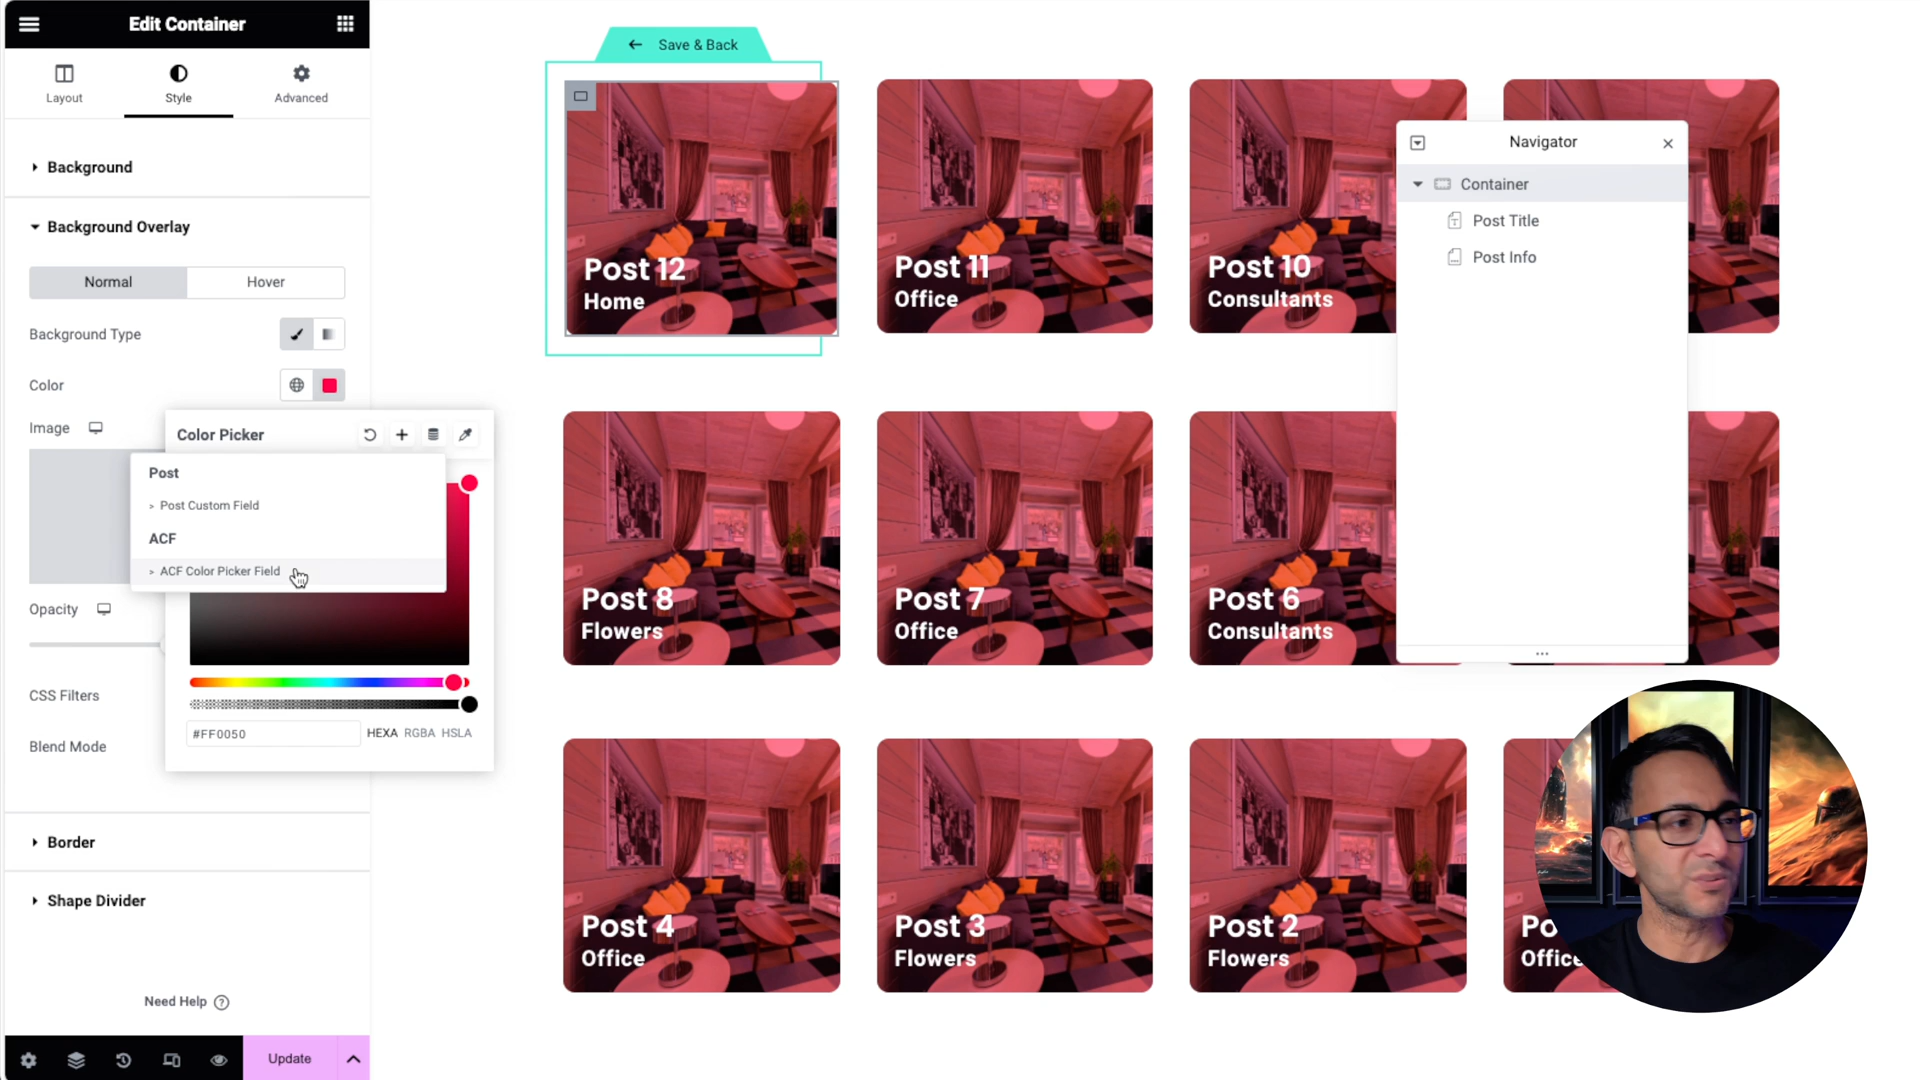 Edit Container
Layout
Style
Advanced
Background
Background Overlay
Normal
Hover
Background Type
Color
Image
Color Picker
Post
> Post Custom Field
ACF
> ACF Color Picker Field
Opacity
#FF0050
HEXA RGBA HSLA
CSS Filters
Blend Mode
Border
Shape Divider
Need Help
Update
← Save & Back
Post 12
Home
Post 11
Office
Post 10
Consultants
Post 8
Flowers
Post 7
Office
Post 6
Consultants
Post 4
Office
Post 3
Flowers
Post 2
Flowers
Po
Office
Navigator
Container
Post Title
Post Info